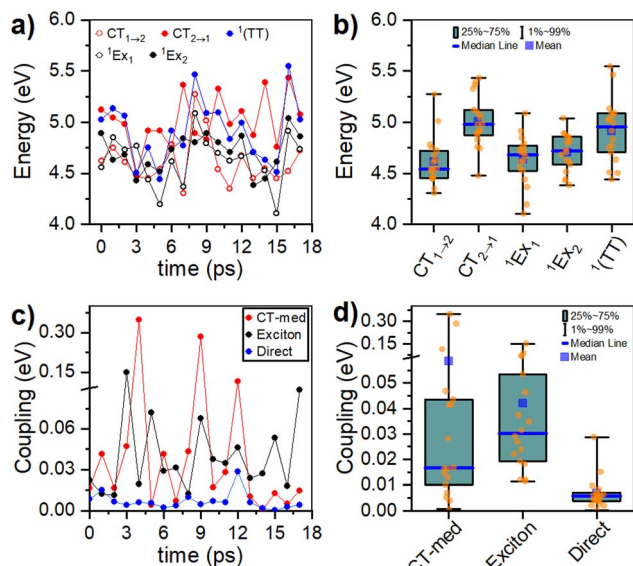 a)
CT1→2 CT2→1 1(TT)
1Ex1 1Ex2
Energy (eV)
6.0
5.5
5.0
4.5
4.0
0 3 6 9 12 15 18
time (ps)
b)
25%~75% 1%~99%
Median Line Mean
Energy (eV)
6.0
5.5
5.0
4.5
4.0
CT1→2 CT2→1 1Ex1 1Ex2 1(TT)
c)
CT-med
Exciton
Direct
Coupling (eV)
0.30
0.15
0.06
0.03
0.00
0 3 6 9 12 15 18
time (ps)
d)
25%~75%
1%~99%
Median Line
Mean
Coupling (eV)
0.30
0.15
0.05
0.04
0.03
0.02
0.01
0.00
CT-med Exciton Direct